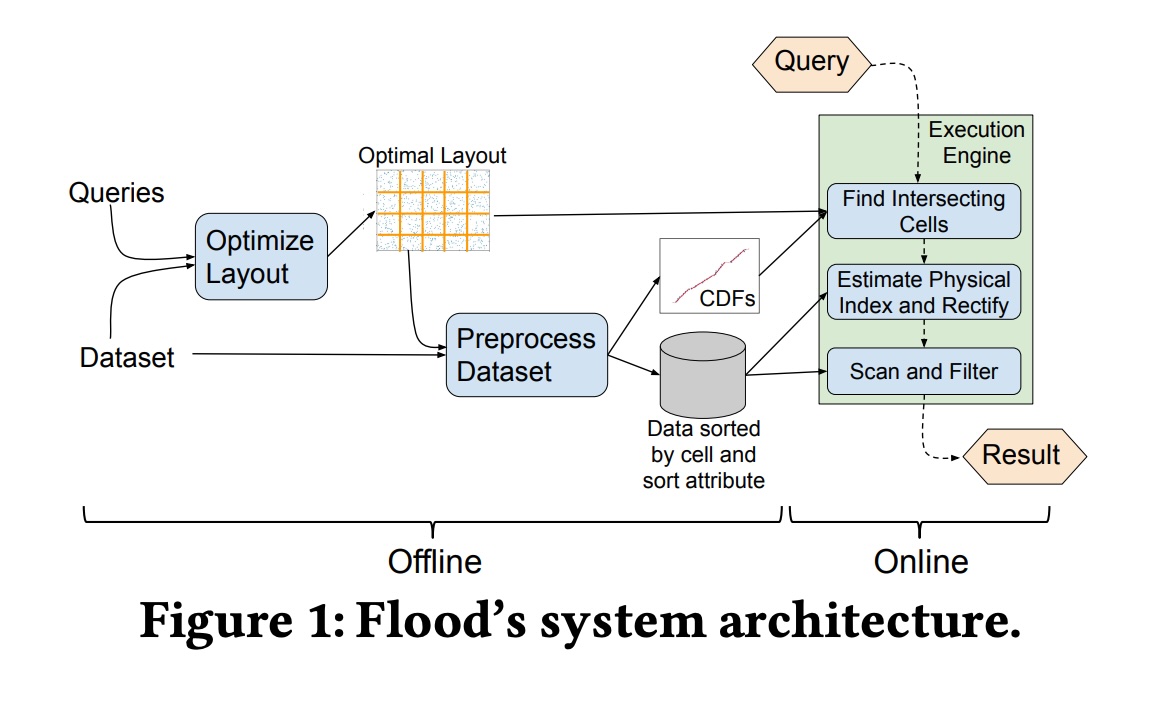 Query
Execution
Engine
Optimal Layout
Queries
Find Intersecting
Cells
Optimize
Layout
Estimate Physical
Index and Rectify
CDFs
Preprocess
Dataset
Dataset
Scan and Filter
Data sorted
by cell and
sort attribute
Result
Offline
Online
Figure 1: Flood’s system architecture.